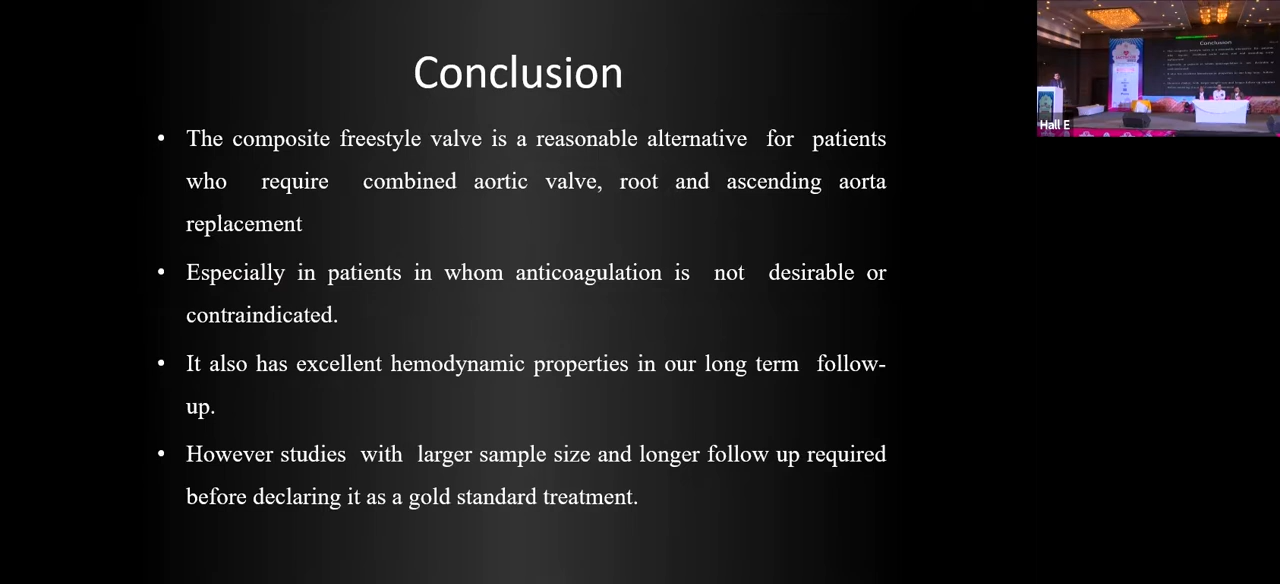 Conclusion
• The composite freestyle valve is a reasonable alternative for patients
who require combined aortic valve, root and ascending aorta
replacement
• Especially in patients in whom anticoagulation is not desirable or
contraindicated.
• It also has excellent hemodynamic properties in our long term follow-
up.
• However studies with larger sample size and longer follow up required
before declaring it as a gold standard treatment.
Conclusion
Hall E